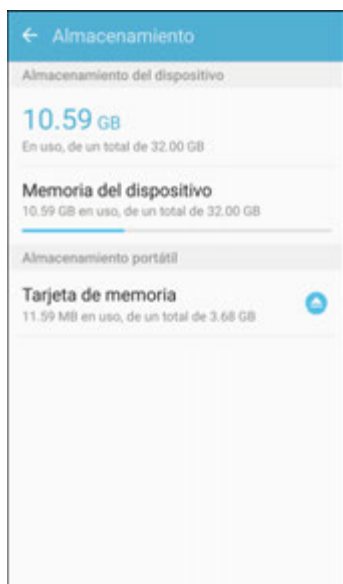 Almacenamiento
Almacenamiento del dispositivo
10.59 GB
En uso, de un total de 32.00 GB
Memoria del dispositivo
10.59 GB en uso, de un total de 32.00 GB
Almacenamiento portátil
Tarjeta de memoria
11.59 MB en uso, de un total de 3.68 GB